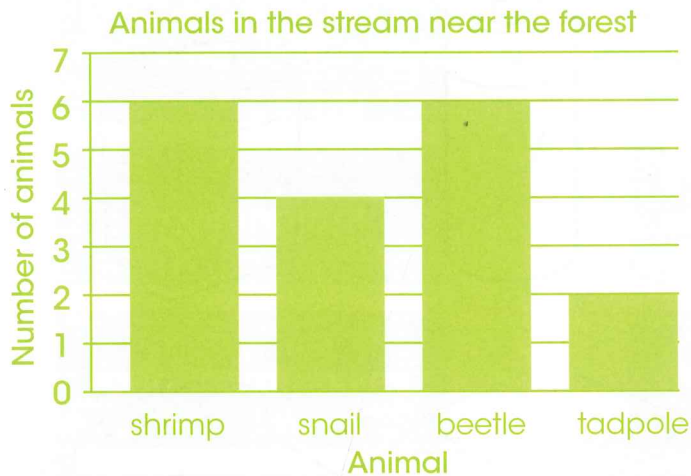 Animals in the stream near the forest
Number of animals
7
6
5
4
3
2
1
0
shrimp snail beetle tadpole
Animal